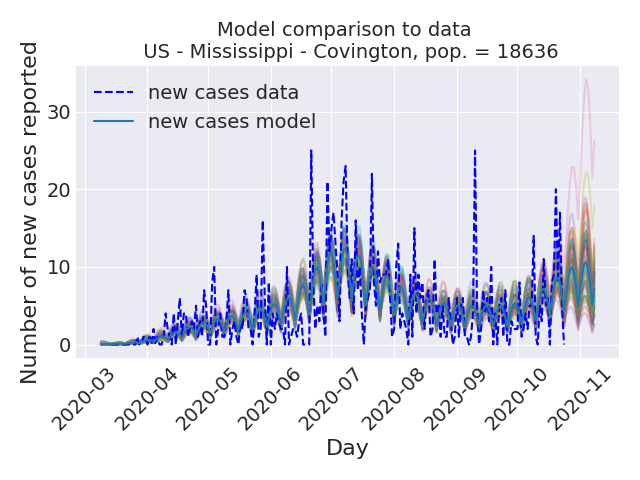 Model comparison to data
US - Mississippi - Covington, pop. = 18636
Number of new cases reported
30
20
10
0
new cases data
new cases model
2020-03
2020-04
2020-05
2020-06
2020-07
2020-08
2020-09
2020-10
2020-11
Day